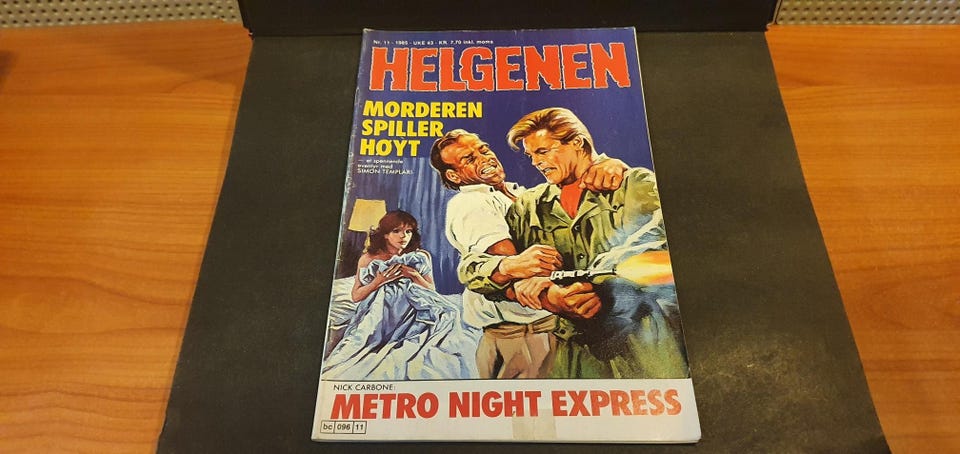 Nr. 11 - 1985 - UKE 43 - KR. 7,70 inkl. moms
HELGENEN
MORDEREN
SPILLER
HØYT
— et spennende
eventyr med
SIMON TEMPLAR!
NICK CARBONE:
METRO NIGHT EXPRESS
bc 096 11